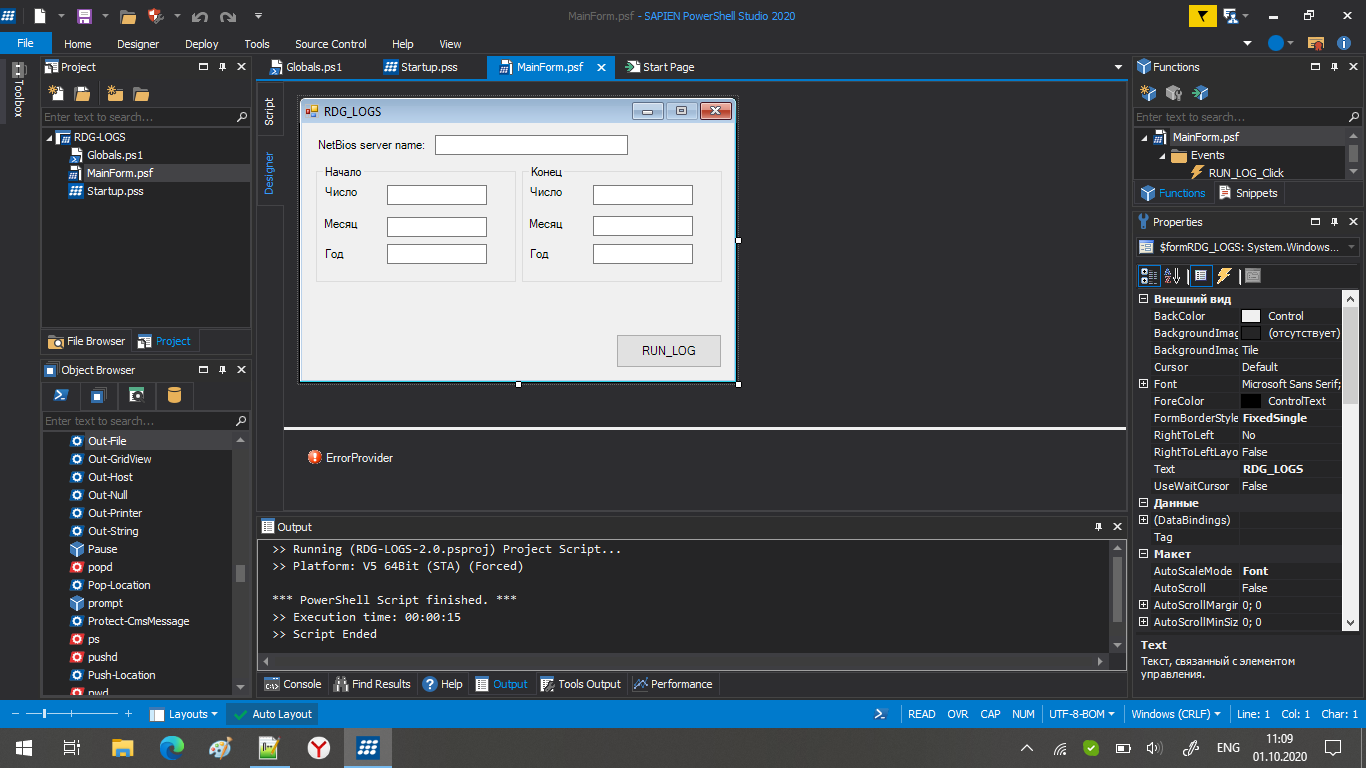 MainForm.psf - SAPIEN PowerShell Studio 2020
File
Home
Designer
Deploy
Tools
Source Control
Help
View
Toolbox
Project
Enter text to search...
RDG-LOGS
Globals.ps1
MainForm.psf
Startup.pss
File Browser
Project
Object Browser
Enter text to search...
Out-File
Out-GridView
Out-Host
Out-Null
Out-Printer
Out-String
Pause
popd
Pop-Location
prompt
Protect-CmsMessage
ps
pushd
Push-Location
pwd
Globals.ps1
Startup.pss
MainForm.psf
Start Page
Script
Designer
RDG_LOGS
NetBios server name:
Начало
Число
Месяц
Год
Конец
Число
Месяц
Год
RUN_LOG
ErrorProvider
Output
>> Running (RDG-LOGS-2.0.psproj) Project Script...
>> Platform: V5 64Bit (STA) (Forced)
*** PowerShell Script finished. ***
>> Execution time: 00:00:15
>> Script Ended
Console
Find Results
Help
Output
Tools Output
Performance
Functions
Enter text to search...
MainForm.psf
Events
RUN_LOG_Click
Functions
Snippets
Properties
$formRDG_LOGS: System.Windows...
Внешний вид
BackColor Control
BackgroundImag (отсутствует)
BackgroundImag Tile
Cursor Default
Font Microsoft Sans Serif;
ForeColor ControlText
FormBorderStyle FixedSingle
RightToLeft No
RightToLeftLayo False
Text RDG_LOGS
UseWaitCursor False
Данные
(DataBindings)
Tag
Макет
AutoScaleMode Font
AutoScroll False
AutoScrollMargin 0; 0
AutoScrollMinSiz 0; 0
Text
Текст, связанный с элементом
управления.
Layouts
Auto Layout
READ
OVR
CAP
NUM
UTF-8-BOM
Windows (CRLF)
Line: 1
Col: 1
Char: 1
ENG
11:09
01.10.2020